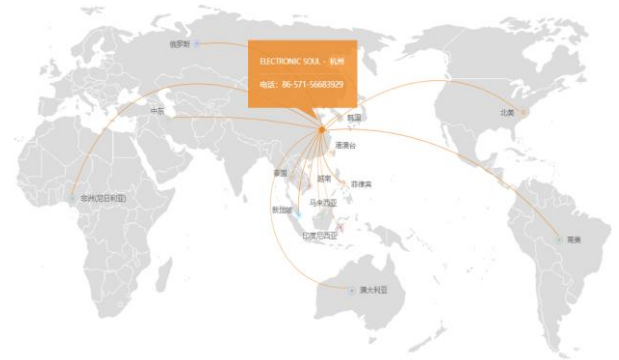 俄罗斯
ELECTRONIC SOUL - 杭州
电话：86-571-56683929
中东
韩国
北美
港澳台
泰国
越南
菲律宾
非洲(尼日利亚)
马来西亚
新加坡
印度尼西亚
南美
澳大利亚